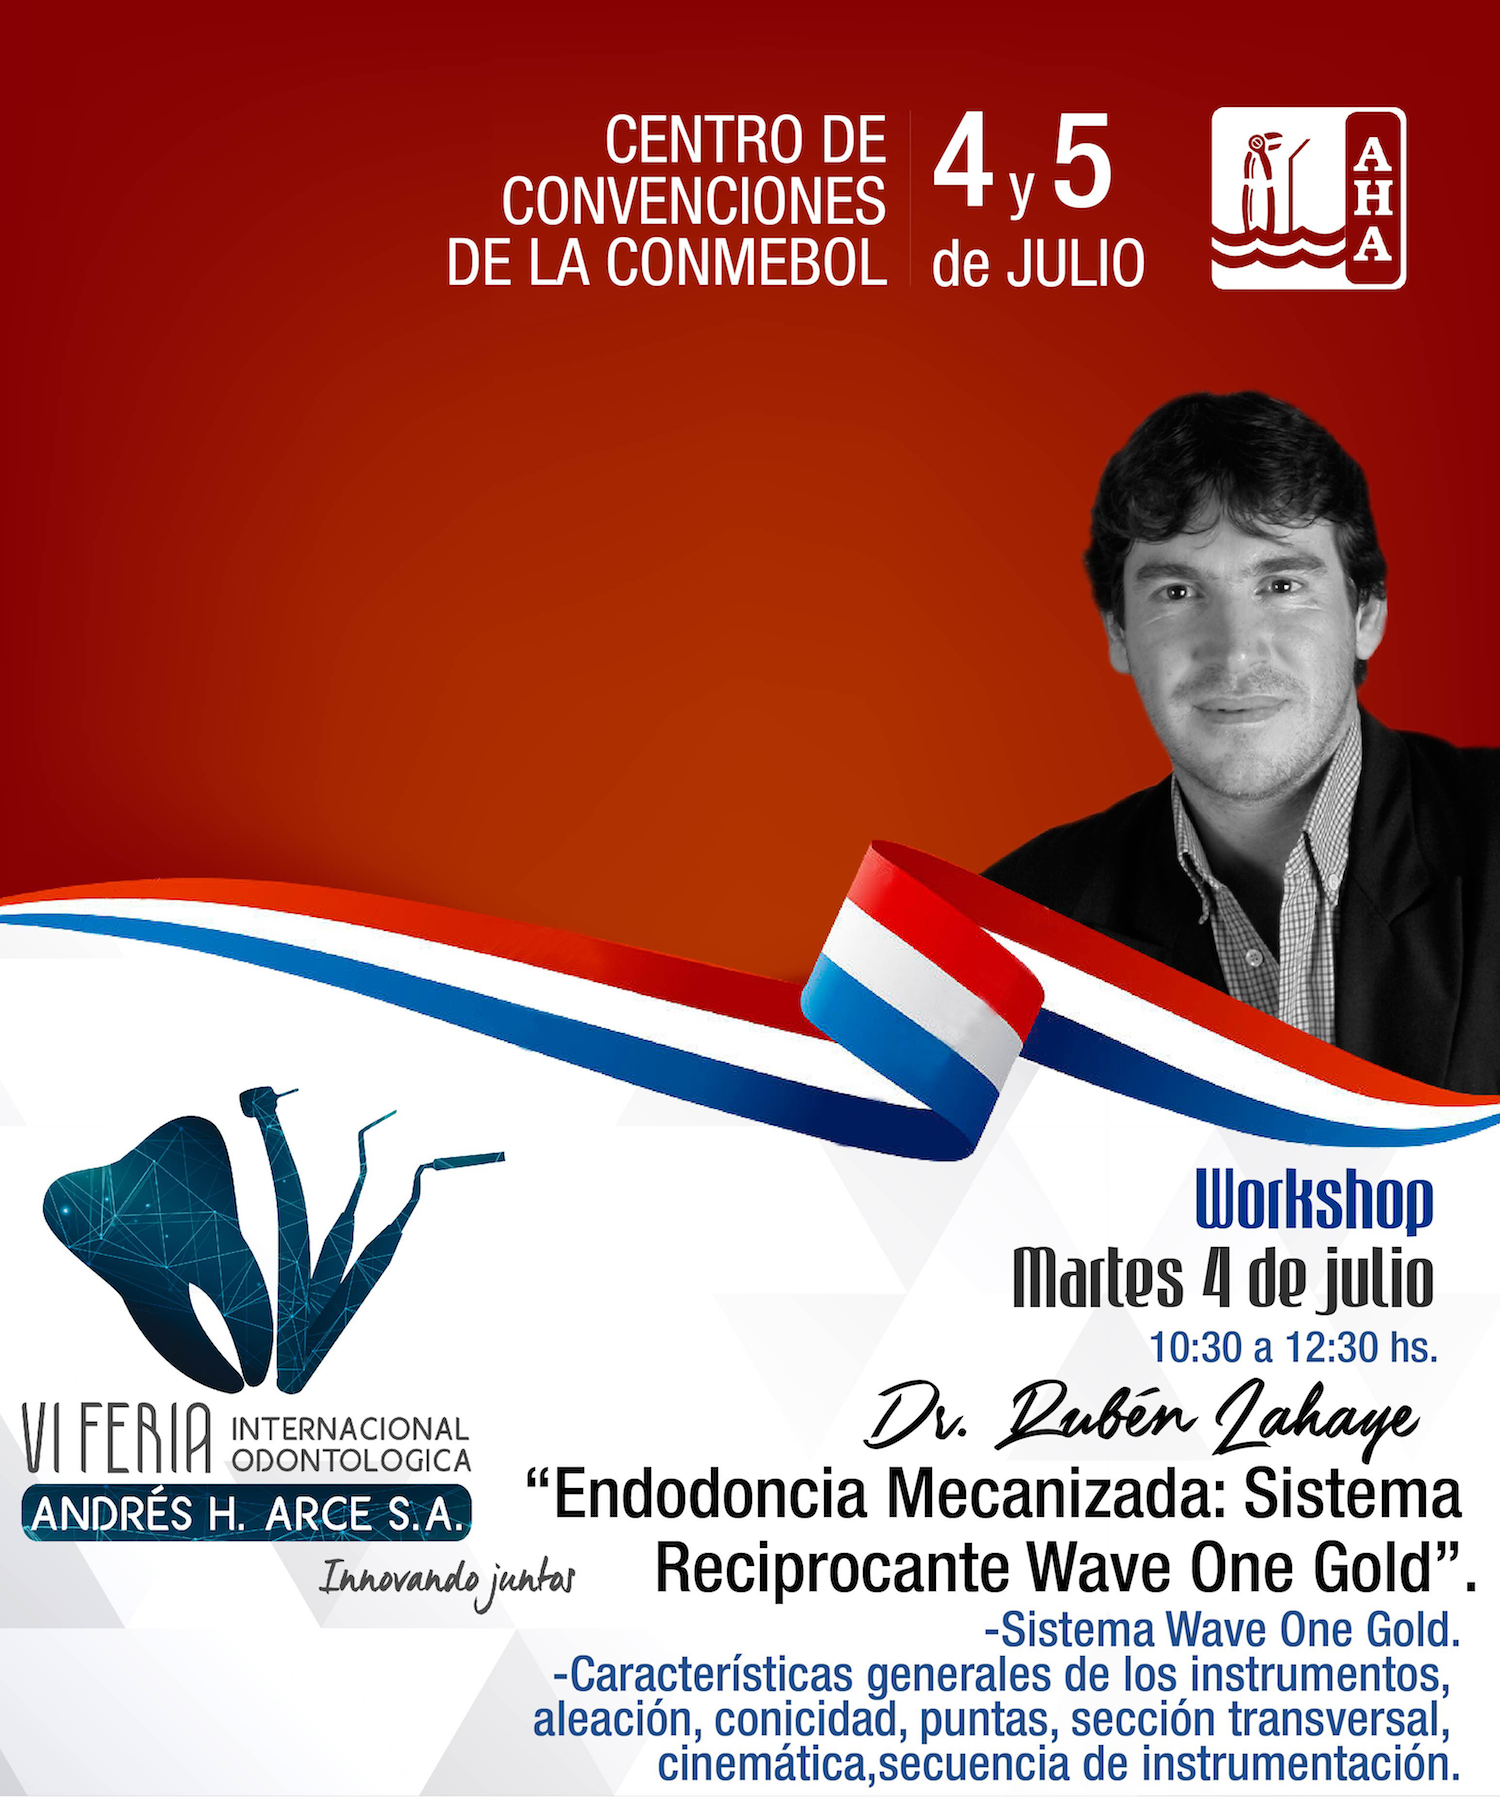 CENTRO DE
CONVENCIONES
DE LA CONMEBOL
4 y 5
de JULIO
AHA
Workshop
Martes 4 de julio
10:30 a 12:30 hs.
Dr. Rubén Lahaye
“Endodoncia Mecanizada: Sistema
Reciprocante Wave One Gold”.
-Sistema Wave One Gold.
-Características generales de los instrumentos,
aleación, conicidad, puntas, sección transversal,
cinemática,secuencia de instrumentación.
VI FERIA INTERNACIONAL
ODONTOLOGICA
ANDRÉS H. ARCE S.A.
Innovando juntos